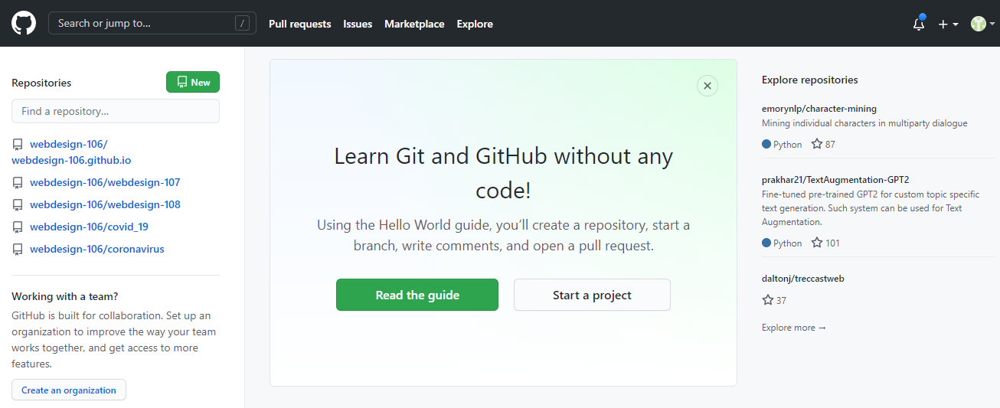 Search or jump to...
/
Pull requests
Issues
Marketplace
Explore
Repositories
New
Find a repository...
webdesign-106/
webdesign-106.github.io
webdesign-106/webdesign-107
webdesign-106/webdesign-108
webdesign-106/covid_19
webdesign-106/coronavirus
Working with a team?
GitHub is built for collaboration. Set up an
organization to improve the way your team
works together, and get access to more
features.
Create an organization
Learn Git and GitHub without any
code!
Using the Hello World guide, you’ll create a repository, start a
branch, write comments, and open a pull request.
Read the guide
Start a project
Explore repositories
emorynlp/character-mining
Mining individual characters in multiparty dialogue
Python
87
prakhar21/TextAugmentation-GPT2
Fine-tuned pre-trained GPT2 for custom topic specific
text generation. Such system can be used for Text
Augmentation.
Python
101
daltonj/treccastweb
37
Explore more →